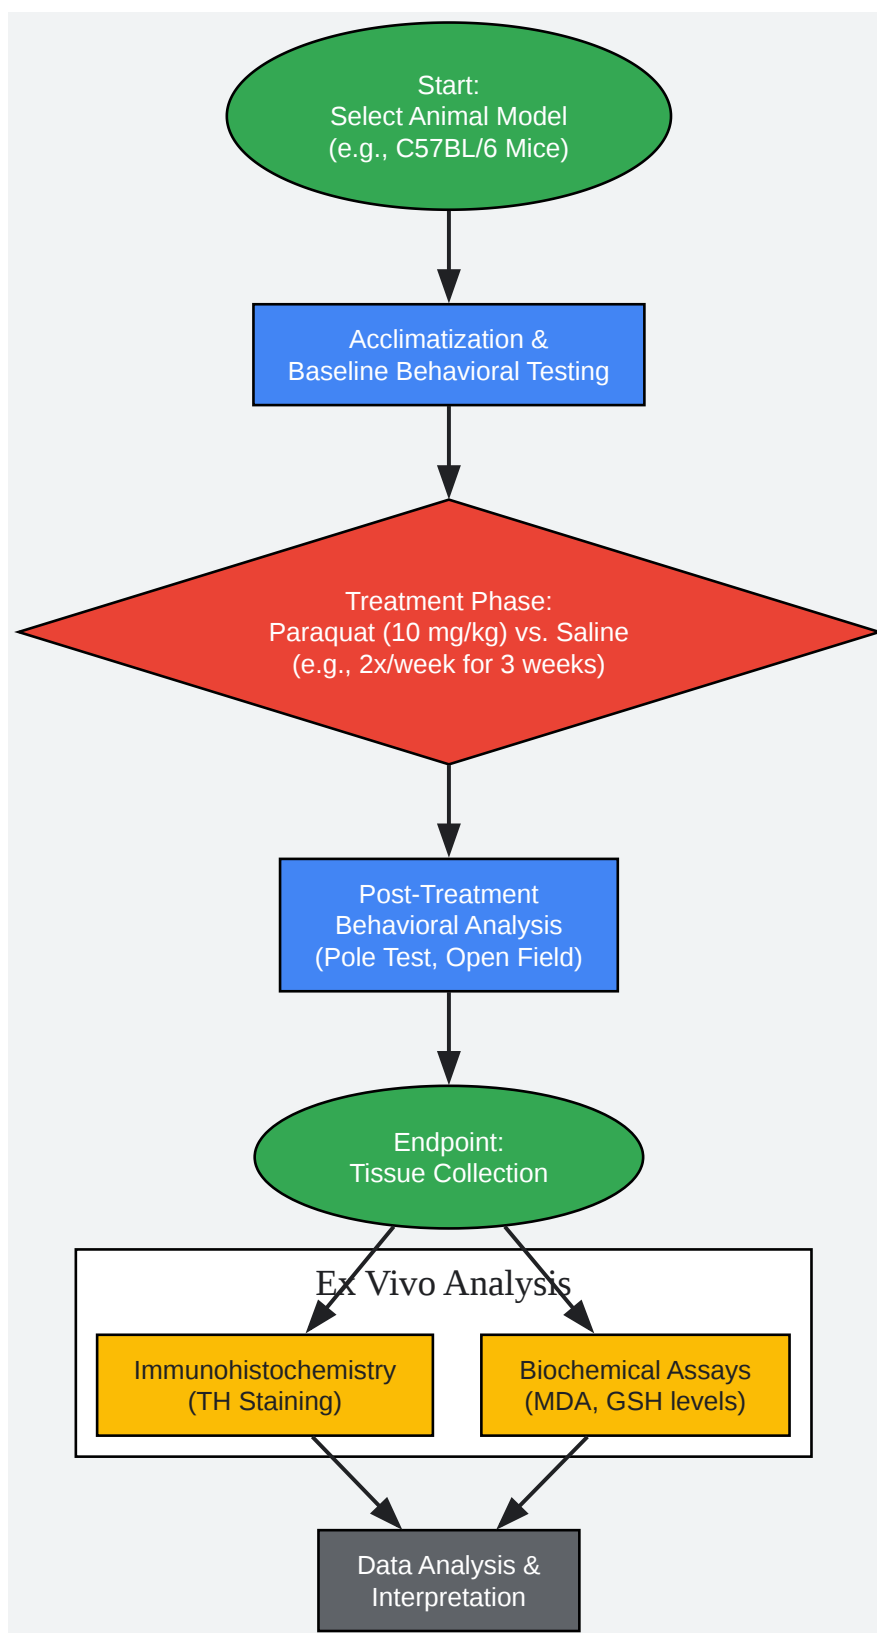 Start:
Select Animal Model
(e.g., C57BL/6 Mice)
Acclimatization &
Baseline Behavioral Testing
Treatment Phase:
Paraquat (10 mg/kg) vs. Saline
(e.g., 2x/week for 3 weeks)
Post-Treatment
Behavioral Analysis
(Pole Test, Open Field)
Endpoint:
Tissue Collection
Ex Vivo Analysis
Immunohistochemistry
(TH Staining)
Biochemical Assays
(MDA, GSH levels)
Data Analysis &
Interpretation